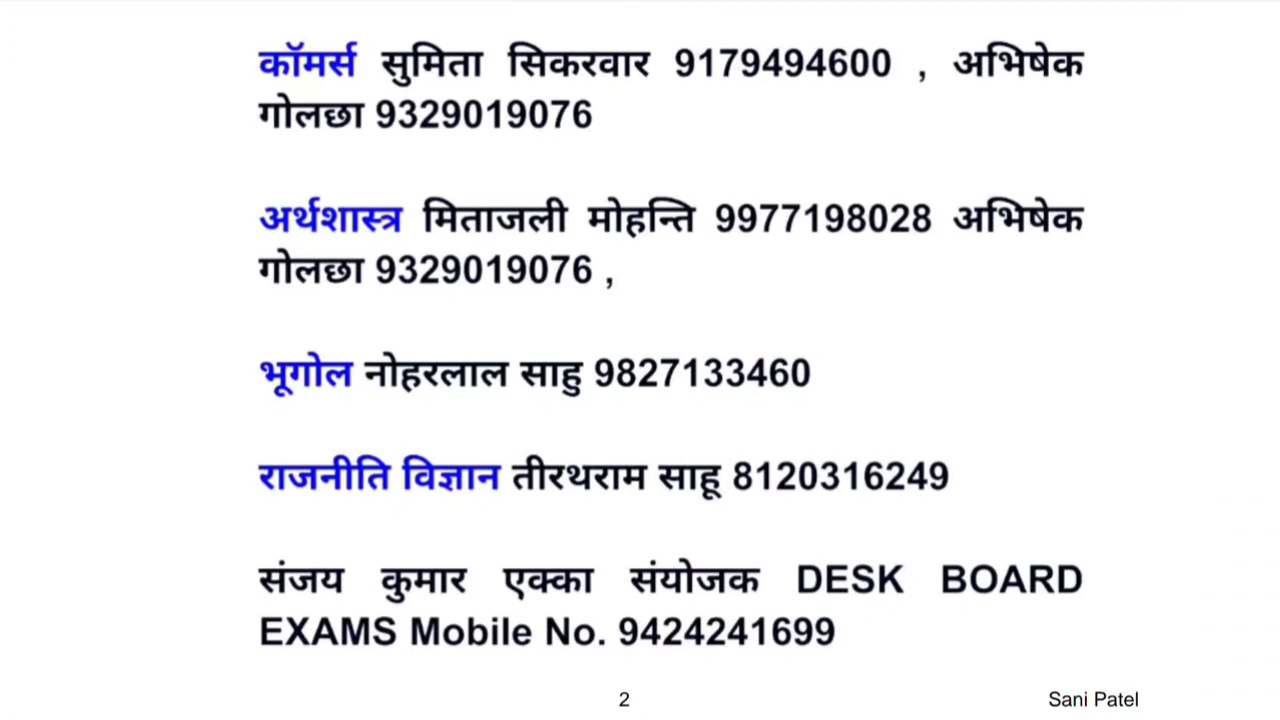 कॉमर्स सुमिता सिकरवार 9179494600 , अभिषेक
गोलछा 9329019076
अर्थशास्त्र मिताजली मोहन्ति 9977198028 अभिषेक
गोलछा 9329019076 ,
भूगोल नोहरलाल साहु 9827133460
राजनीति विज्ञान तीरथराम साहू 8120316249
संजय कुमार एक्का संयोजक DESK BOARD
EXAMS Mobile No. 9424241699
2 Sani Patel